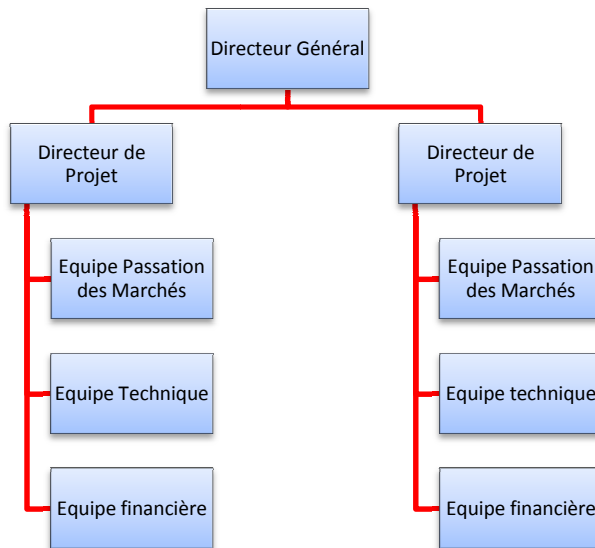 Directeur Général
Directeur de
Projet
Equipe Passation
des Marchés
Equipe Technique
Equipe financière
Directeur de
Projet
Equipe Passation
des Marchés
Equipe technique
Equipe financière